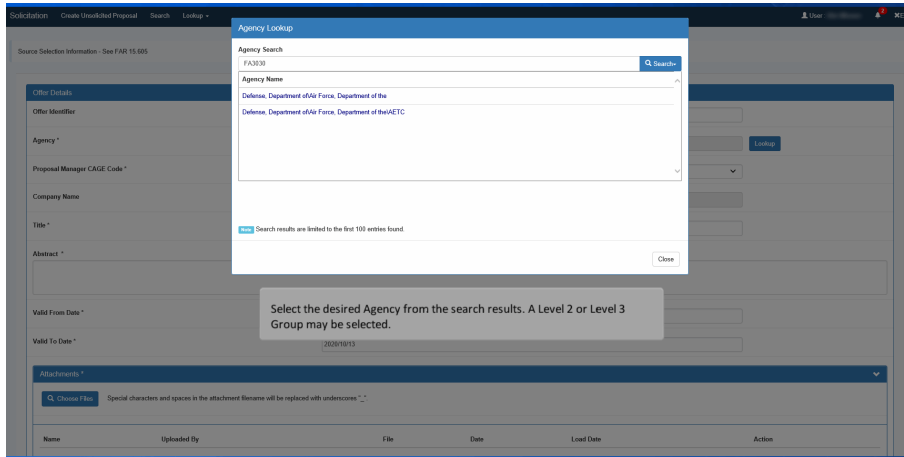 Solicitation Create Unsolicited Proposal Search Lookup User 2
Agency Lookup
Source Selection Information - See FAR 15.605
Agency Search
FA3030 Search
Agency Name
Defense, Department of\Air Force, Department of the
Defense, Department of\Air Force, Department of the\AETC
Offer Details
Offer Identifier
Agency * Lookup
Proposal Manager CAGE Code *
Company Name
Title *
Note Search results are limited to the first 100 entries found.
Abstract *
Close
Select the desired Agency from the search results. A Level 2 or Level 3
Group may be selected.
Valid From Date *
Valid To Date *
2020/10/13
Attachments *
Choose Files Special characters and spaces in the attachment filename will be replaced with underscores "_"
Name Uploaded By File Date Load Date Action